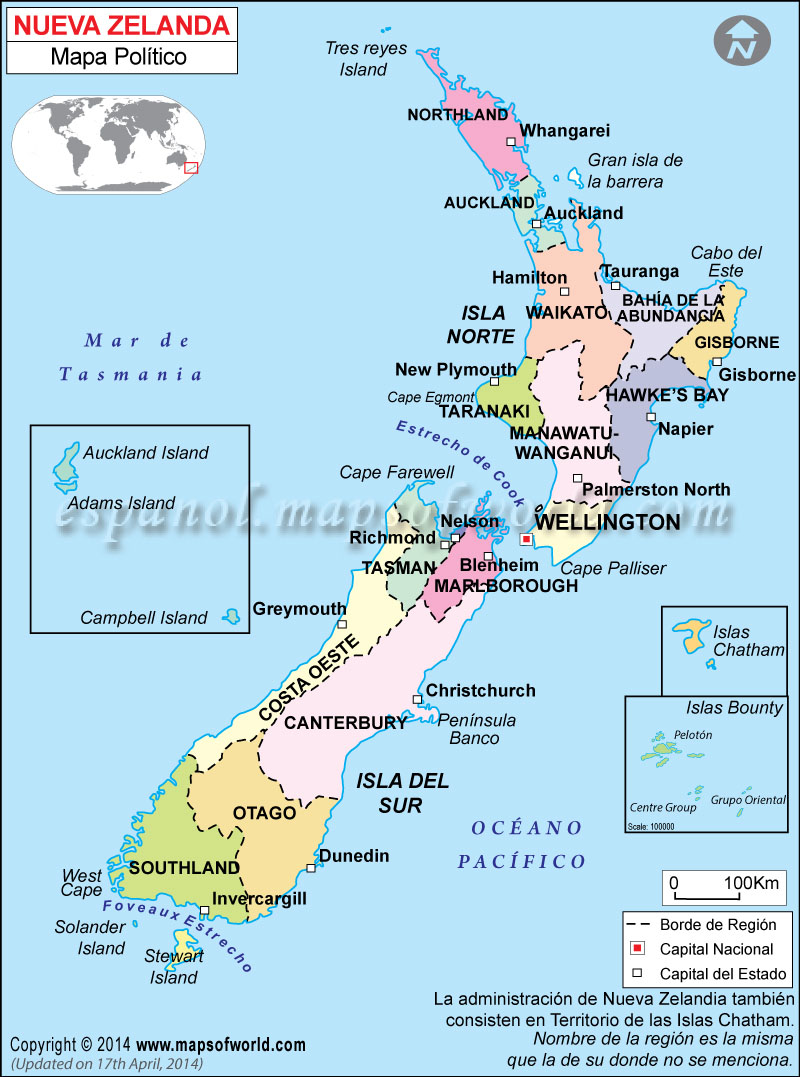 NUEVA ZELANDA
Mapa Político
N
Tres reyes
Island
NORTHLAND
Whangarei
Gran isla de
la barrera
AUCKLAND
Auckland
Cabo del
Este
Hamilton
Tauranga
BAHÍA DE LA
ABUNDANCIA
ISLA
NORTE
WAIKATO
GISBORNE
Mar de
Tasmania
New Plymouth
Gisborne
Cape Egmont
HAWKE'S BAY
TARANAKI
Napier
MANAWATU-
WANGANUI
Estrecho de Cook
Auckland Island
Cape Farewell
Adams Island
Palmerston North
espanol.mapsofworld.com
Nelson
WELLINGTON
Richmond
TASMAN
Blenheim
Cape Palliser
MARLBOROUGH
Campbell Island
Greymouth
Islas
Chatham
COSTA OESTE
Christchurch
CANTERBURY
Península
Banco
Islas Bounty
Pelotón
Centre Group
Grupo Oriental
Scale: 100000
ISLA DEL
SUR
OTAGO
OCÉANO
PACÍFICO
SOUTHLAND
Dunedin
West
Cape
Invercargill
Foveaux Estrecho
Solander
Island
Stewart
Island
0 100Km
Borde de Región
Capital Nacional
Capital del Estado
La administración de Nueva Zelandia también
consisten en Territorio de las Islas Chatham.
Nombre de la región es la misma
que la de su donde no se menciona.
Copyright © 2014 www.mapsofworld.com
(Updated on 17th April, 2014)